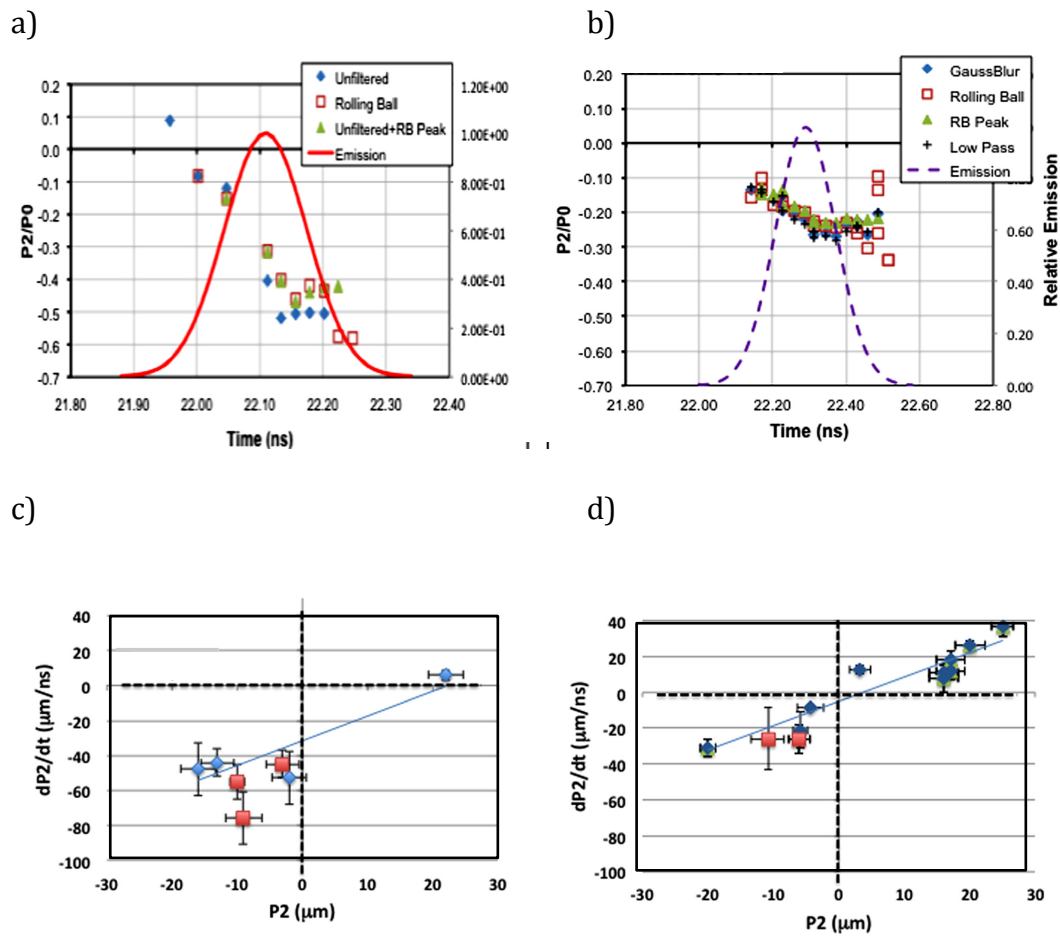 a)
b)
Unfiltered
Rolling Ball
Unfiltered+RB Peak
Emission
0.2
0.1
0.0
-0.1
-0.2
-0.3
-0.4
-0.5
-0.6
-0.7
P2/P0
1.20E+00
1.00E+00
8.00E-01
6.00E-01
4.00E-01
2.00E-01
0.00E+00
21.80 21.90 22.00 22.10 22.20 22.30 22.40
Time (ns)
GaussBlur
Rolling Ball
RB Peak
Low Pass
Emission
0.20
0.10
0.00
-0.10
-0.20
-0.30
-0.40
-0.50
-0.60
-0.70
P2/P0
0.60
0.40
0.20
0.00
Relative Emission
21.80 22.00 22.20 22.40 22.60 22.80
Time (ns)
c)
d)
40
20
0
-20
-40
-60
-80
-100
dP2/dt (μm/ns)
-30 -20 -10 0 10 20 30
P2 (μm)
40
20
0
-20
-40
-60
-80
-100
dP2/dt (μm/ns)
-30 -20 -10 0 10 20 30
P2 (μm)